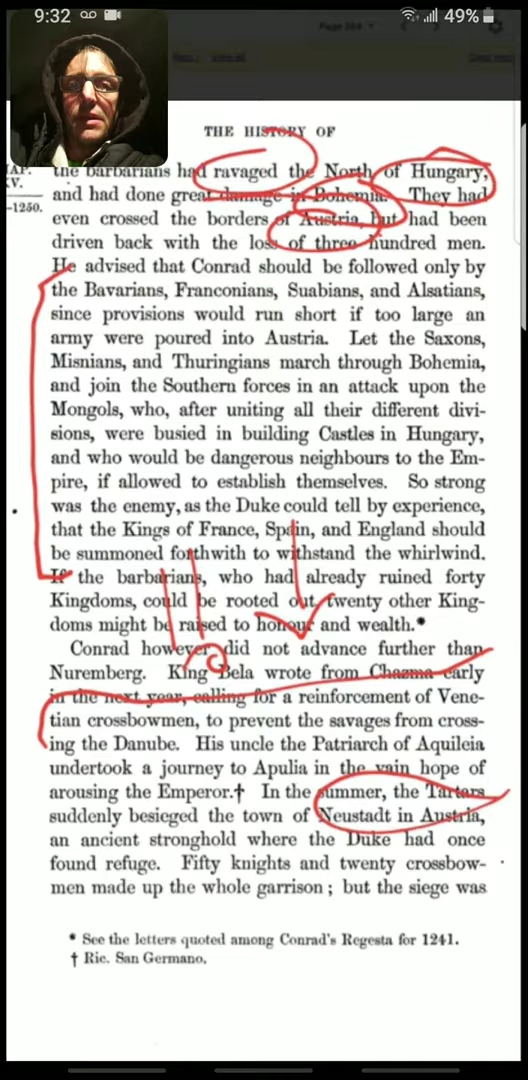 9:32
49%
Page 284
THE HISTORY OF
the barbarians had ravaged the North of Hungary,
and had done great damage in Bohemia. They had
-1250.
even crossed the borders of Austria, but had been
driven back with the loss of three hundred men.
He advised that Conrad should be followed only by
the Bavarians, Franconians, Suabians, and Alsatians,
since provisions would run short if too large an
army were poured into Austria. Let the Saxons,
Misnians, and Thuringians march through Bohemia,
and join the Southern forces in an attack upon the
Mongols, who, after uniting all their different divi-
sions, were busied in building Castles in Hungary,
and who would be dangerous neighbours to the Em-
pire, if allowed to establish themselves. So strong
was the enemy, as the Duke could tell by experience,
that the Kings of France, Spain, and England should
be summoned forthwith to withstand the whirlwind.
If the barbarians, who had already ruined forty
Kingdoms, could be rooted out, twenty other King-
doms might be raised to honour and wealth.*
Conrad however did not advance further than
Nuremberg. King Bela wrote from Chazma early
in the next year, calling for a reinforcement of Vene-
tian crossbowmen, to prevent the savages from cross-
ing the Danube. His uncle the Patriarch of Aquileia
undertook a journey to Apulia in the vain hope of
arousing the Emperor.† In the summer, the Tartars
suddenly besieged the town of Neustadt in Austria,
an ancient stronghold where the Duke had once
found refuge. Fifty knights and twenty crossbow-
men made up the whole garrison; but the siege was
* See the letters quoted among Conrad's Regesta for 1241.
† Ric. San Germano.